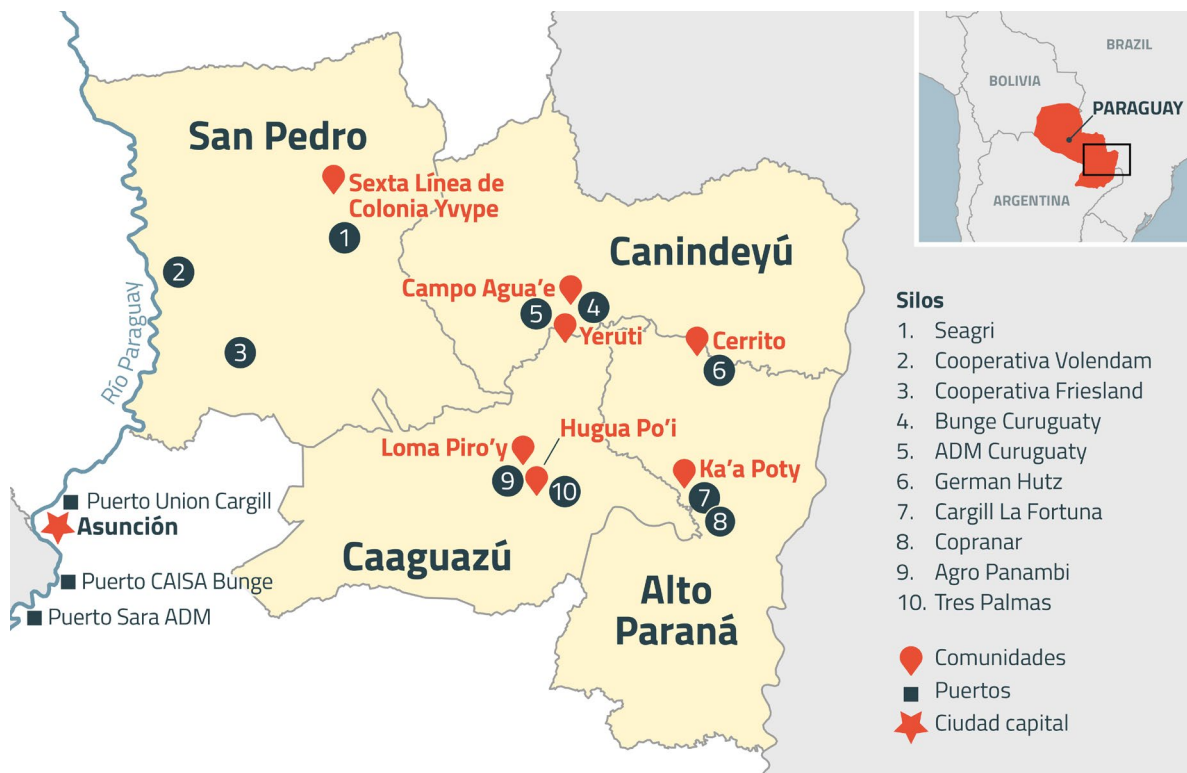 San Pedro
Sexta Línea de
Colonia Yvype
1
2
3
Río Paraguay
Canindeyú
Campo Agua'e
5
4
Yeruti
Cerrito
6
Hugua Po'i
Loma Piro'y
9
10
Ka'a Poty
7
8
Caaguazú
Alto
Paraná
Puerto Union Cargill
Asunción
Puerto CAISA Bunge
Puerto Sara ADM
BRAZIL
BOLIVIA
PARAGUAY
ARGENTINA
Silos
1. Seagri
2. Cooperativa Volendam
3. Cooperativa Friesland
4. Bunge Curuguaty
5. ADM Curuguaty
6. German Hutz
7. Cargill La Fortuna
8. Copranar
9. Agro Panambi
10. Tres Palmas
Comunidades
Puertos
Ciudad capital